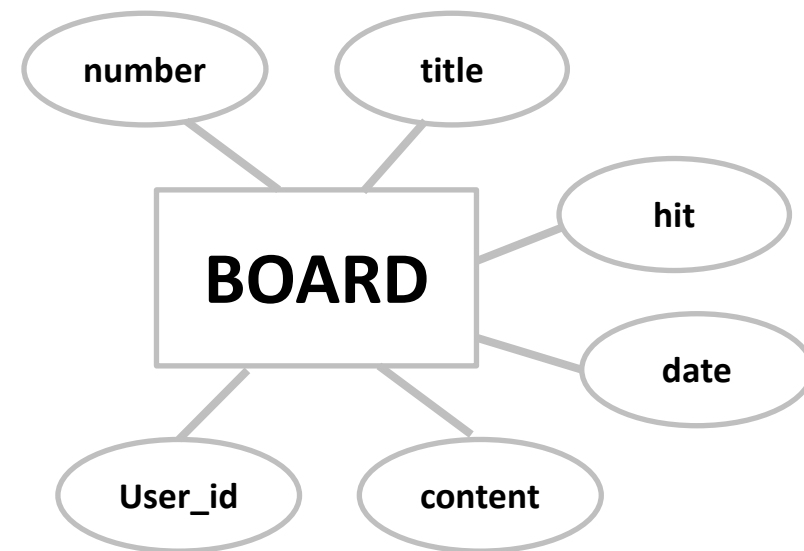 number
title
hit
BOARD
date
User_id
content